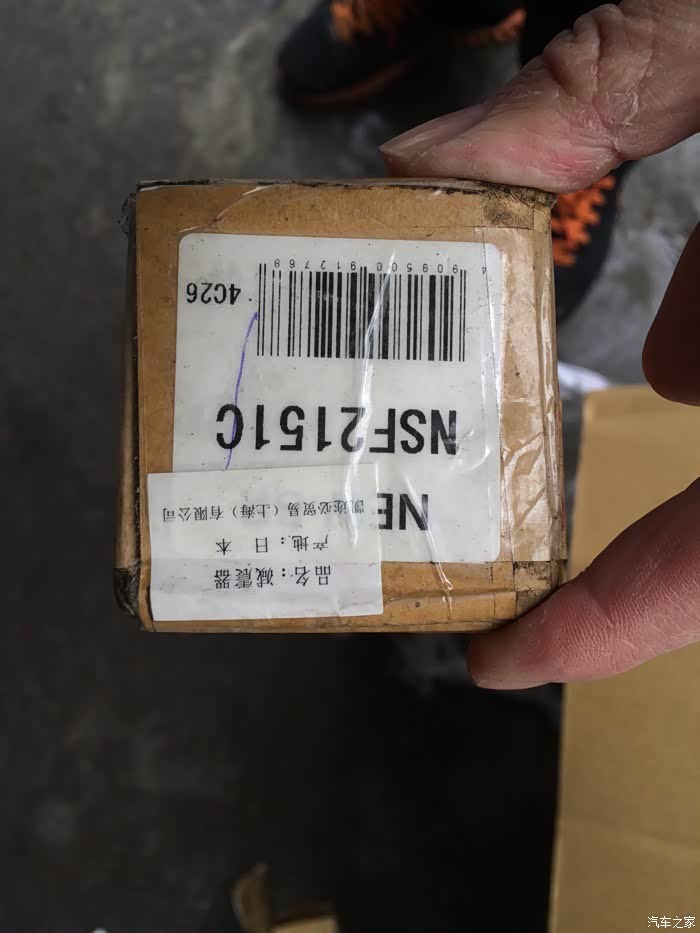 品名：减震器
产地：日本
凯途必贸易（上海）有限公司
NE
NSF2151C
4C26
4 909500 912768
汽车之家